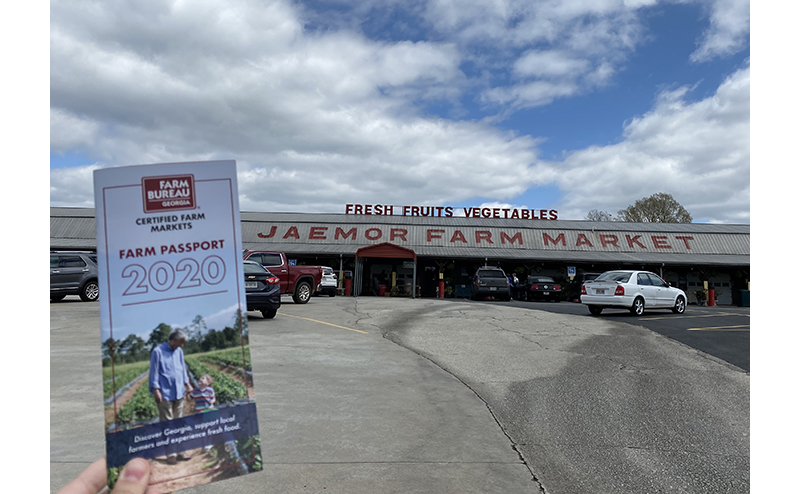 FARM
BUREAU
GEORGIA
CERTIFIED FARM
MARKETS
FARM PASSPORT
2020
Discover Georgia, support local
farmers and experience fresh food.
FRESH FRUITS VEGETABLES
JAEMOR FARM MARKET